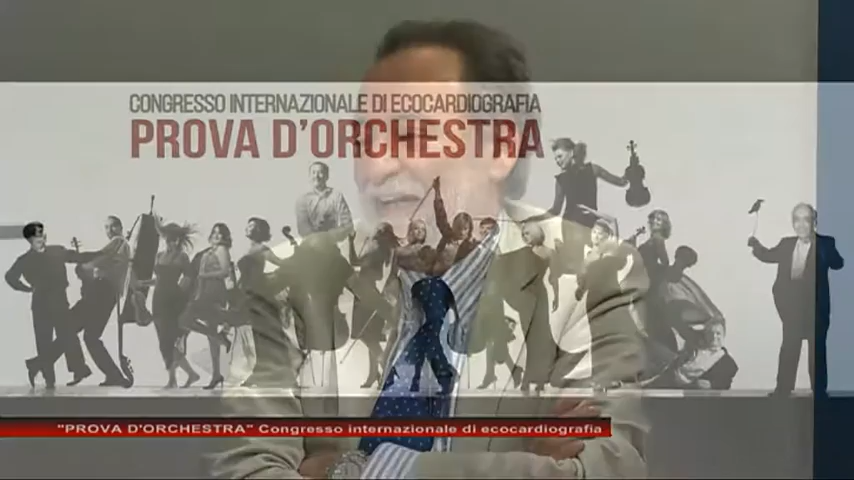 CONGRESSO INTERNAZIONALE DI ECOCARDIOGRAFIA
PROVA D'ORCHESTRA
"PROVA D'ORCHESTRA" Congresso internazionale di ecocardiografia